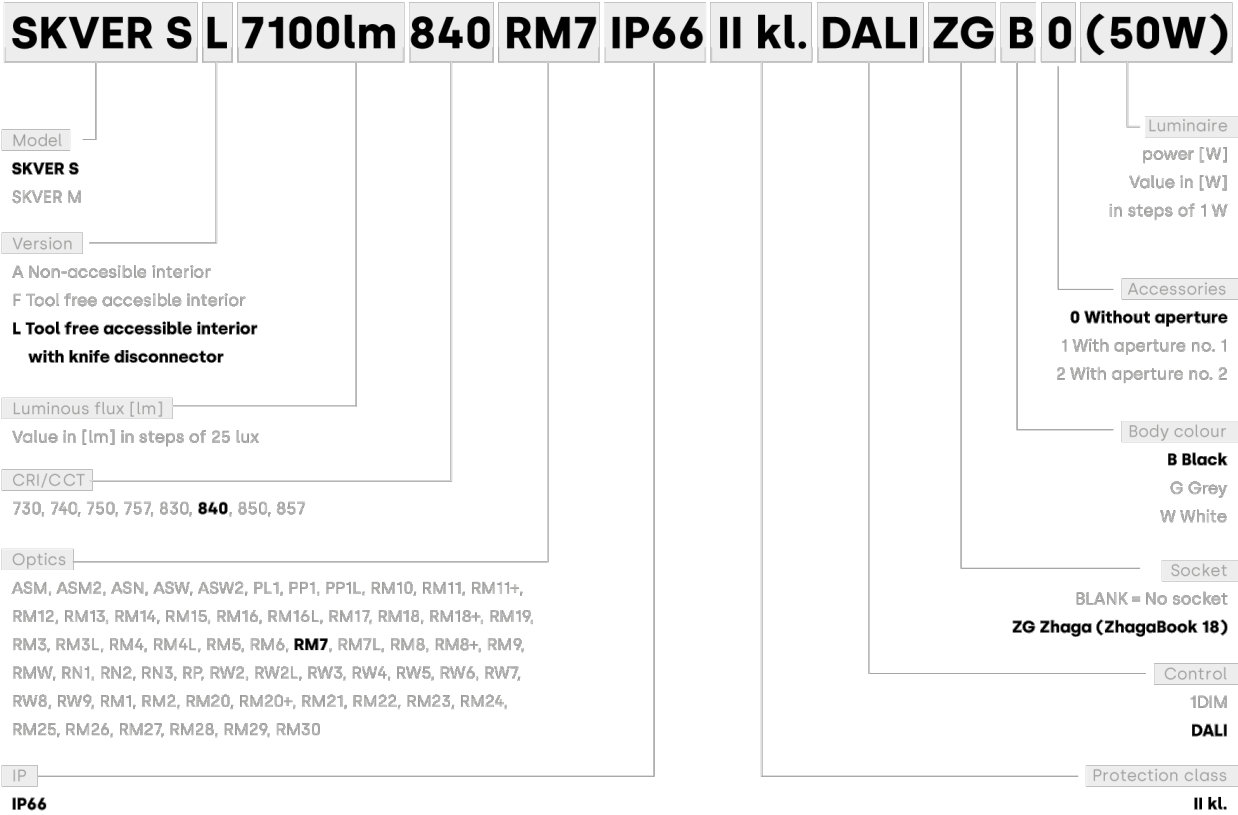 SKVER S L 7100lm 840 RM7 IP66 II kl. DALI ZG B 0 (50W)
Model
SKVER S
SKVER M
Version
A Non-accesible interior
F Tool free accesible interior
L Tool free accessible interior
with knife disconnector
Luminous flux [lm]
Value in [lm] in steps of 25 lux
CRI/CCT
730, 740, 750, 757, 830, 840, 850, 857
Optics
ASM, ASM2, ASN, ASW, ASW2, PL1, PP1, PP1L, RM10, RM11, RM11+,
RM12, RM13, RM14, RM15, RM16, RM16L, RM17, RM18, RM18+, RM19,
RM3, RM3L, RM4, RM4L, RM5, RM6, RM7, RM7L, RM8, RM8+, RM9,
RMW, RN1, RN2, RN3, RP, RW2, RW2L, RW3, RW4, RW5, RW6, RW7,
RW8, RW9, RM1, RM2, RM20, RM20+, RM21, RM22, RM23, RM24,
RM25, RM26, RM27, RM28, RM29, RM30
IP
IP66
Luminaire
power [W]
Value in [W]
in steps of 1 W
Accessories
0 Without aperture
1 With aperture no. 1
2 With aperture no. 2
Body colour
B Black
G Grey
W White
Socket
BLANK = No socket
ZG Zhaga (ZhagaBook 18)
Control
1DIM
DALI
Protection class
II kl.